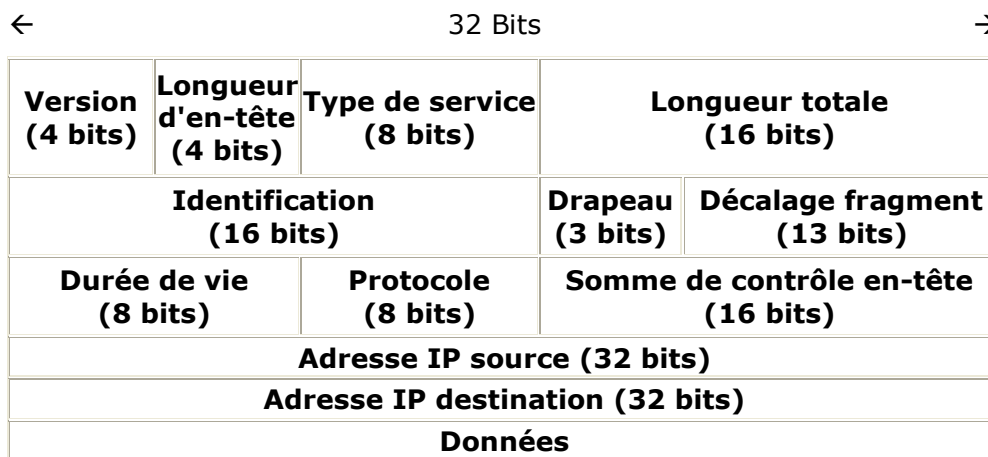 ← 32 Bits →
Version
(4 bits)
Longueur
d'en-tête
(4 bits)
Type de service
(8 bits)
Longueur totale
(16 bits)
Identification
(16 bits)
Drapeau
(3 bits)
Décalage fragment
(13 bits)
Durée de vie
(8 bits)
Protocole
(8 bits)
Somme de contrôle en-tête
(16 bits)
Adresse IP source (32 bits)
Adresse IP destination (32 bits)
Données